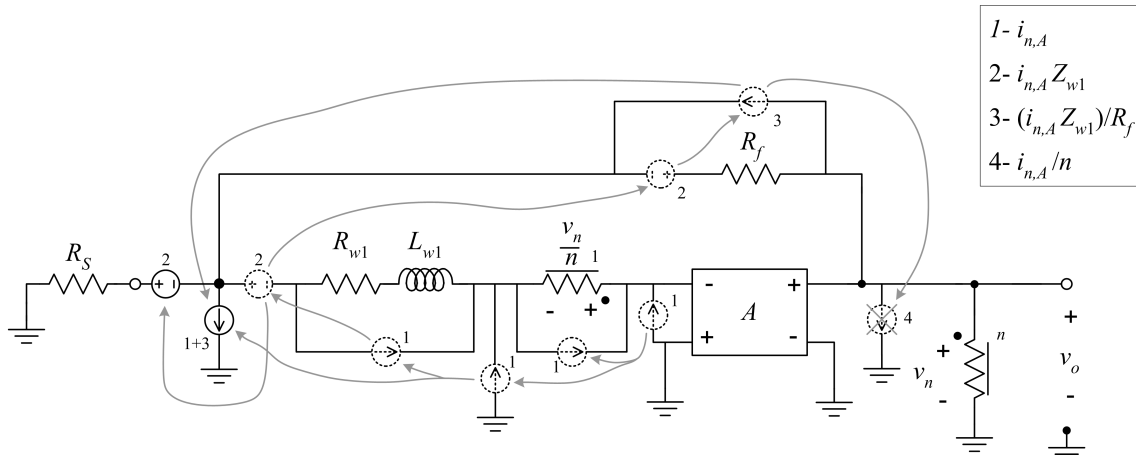 1- i_{n,A}
2- i_{n,A} Z_{w1}
3- (i_{n,A} Z_{w1})/R_f
4- i_{n,A}/n
3
R_f
2
R_S
2
2
R_{w1}
L_{w1}
v_n
n
1
- +
1
- +
A
+ -
4
1+3
1
1
1
n
+
v_n
-
+
v_o
-